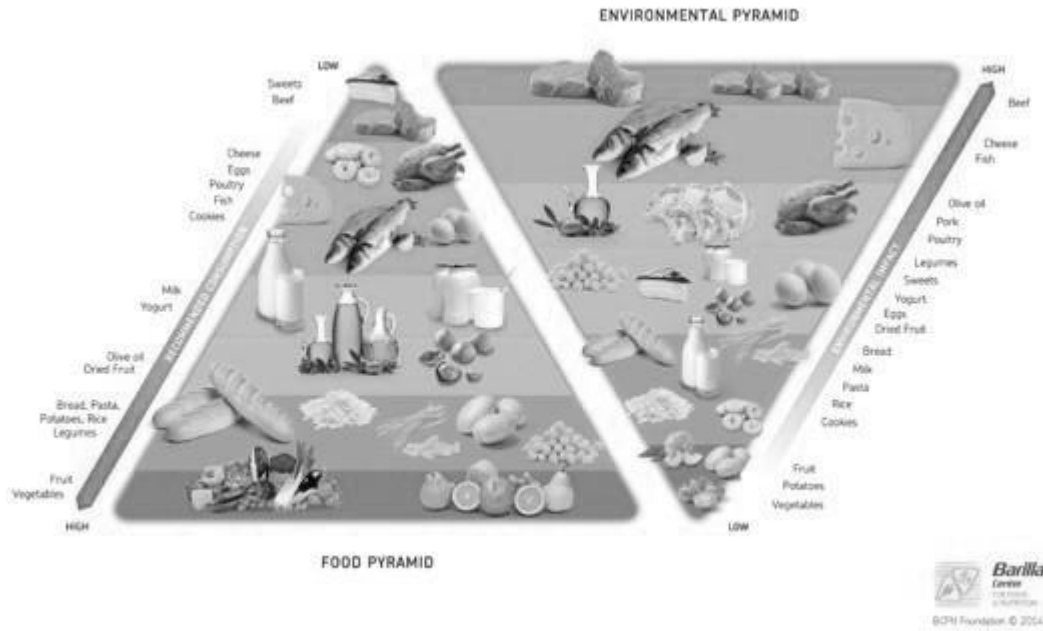 ENVIRONMENTAL PYRAMID
LOW
Sweets
Beef
Cheese
Eggs
Poultry
Fish
Cookies
Milk
Yogurt
Olive oil
Dried Fruit
Bread, Pasta,
Potatoes, Rice
Legumes
Fruit
Vegetables
HIGH
RECOMMENDED CONSUMPTION
FOOD PYRAMID
HIGH
Beef
Cheese
Fish
Olive oil
Pork
Poultry
Legumes
Sweets
Yogurt
Eggs
Dried Fruit
Bread
Milk
Pasta
Rice
Cookies
Fruit
Potatoes
Vegetables
LOW
ENVIRONMENTAL IMPACT
Barilla
Center
FOR FOOD
& NUTRITION
BCFN Foundation © 2014